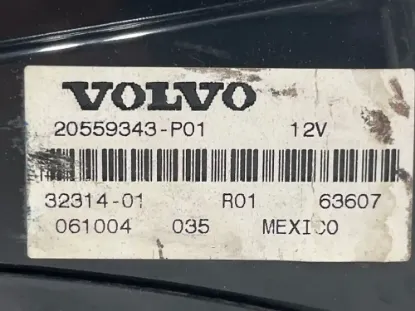 VOLVO
20559343-P01 12V
32314-01 R01 63607
061004 035 MEXICO